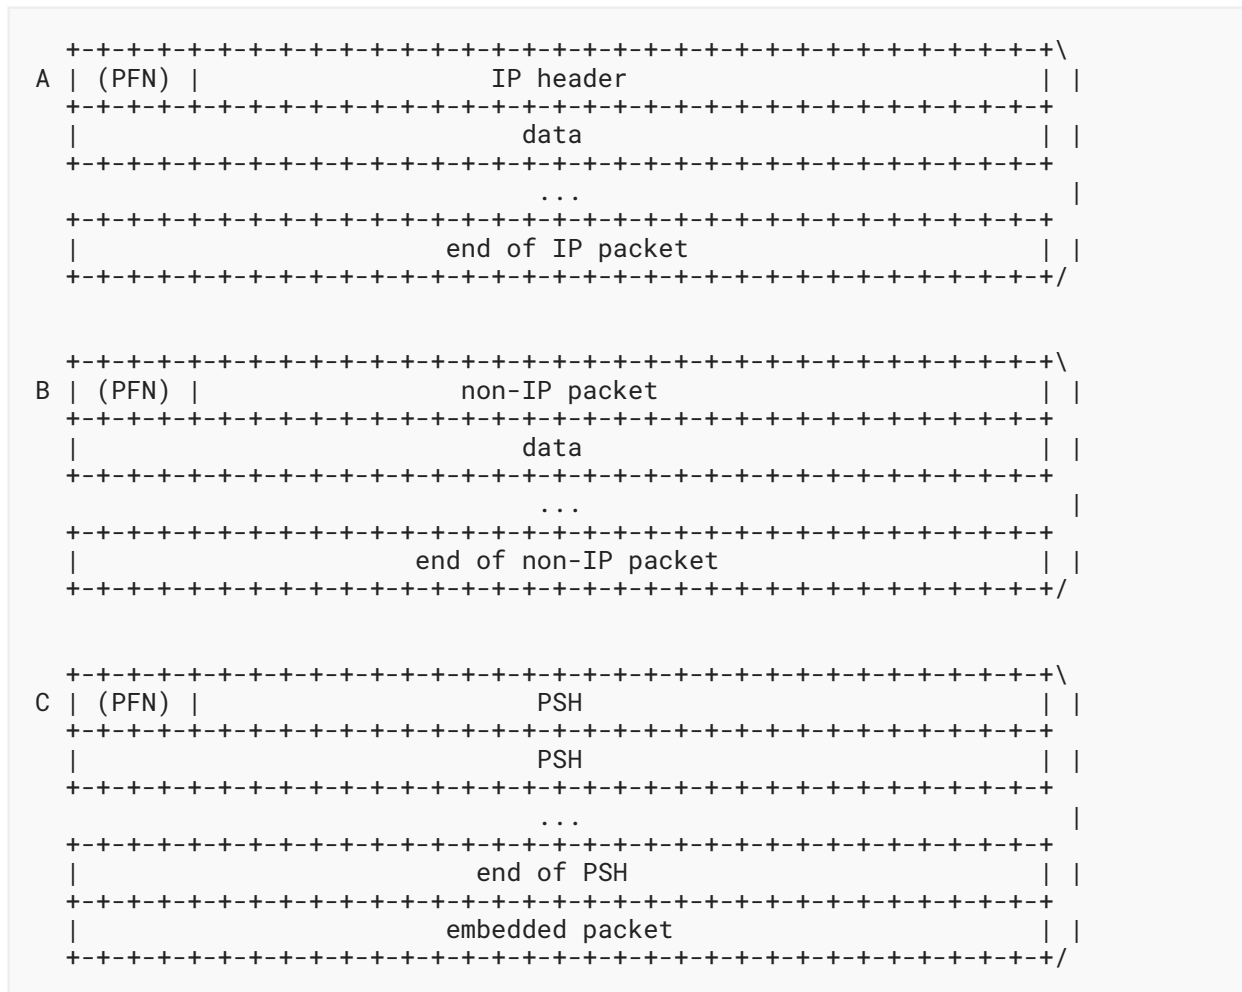 +-+-+-+-+-+-+-+-+-+-+-+-+-+-+-+-+-+-+-+-+-+-+-+-+-+-+-+-+-+-+-+-+\
A | (PFN) |                   IP header                           | |
+-+-+-+-+-+-+-+-+-+-+-+-+-+-+-+-+-+-+-+-+-+-+-+-+-+-+-+-+-+-+-+-+
|                             data                              | |
+-+-+-+-+-+-+-+-+-+-+-+-+-+-+-+-+-+-+-+-+-+-+-+-+-+-+-+-+-+-+-+-+
...                                |
+-+-+-+-+-+-+-+-+-+-+-+-+-+-+-+-+-+-+-+-+-+-+-+-+-+-+-+-+-+-+-+-+
|                        end of IP packet                       | |
+-+-+-+-+-+-+-+-+-+-+-+-+-+-+-+-+-+-+-+-+-+-+-+-+-+-+-+-+-+-+-+-+/
+-+-+-+-+-+-+-+-+-+-+-+-+-+-+-+-+-+-+-+-+-+-+-+-+-+-+-+-+-+-+-+-+\
B | (PFN) |                 non-IP packet                         | |
+-+-+-+-+-+-+-+-+-+-+-+-+-+-+-+-+-+-+-+-+-+-+-+-+-+-+-+-+-+-+-+-+
|                             data                              | |
+-+-+-+-+-+-+-+-+-+-+-+-+-+-+-+-+-+-+-+-+-+-+-+-+-+-+-+-+-+-+-+-+
...                                |
+-+-+-+-+-+-+-+-+-+-+-+-+-+-+-+-+-+-+-+-+-+-+-+-+-+-+-+-+-+-+-+-+
|                      end of non-IP packet                     | |
+-+-+-+-+-+-+-+-+-+-+-+-+-+-+-+-+-+-+-+-+-+-+-+-+-+-+-+-+-+-+-+-+/
+-+-+-+-+-+-+-+-+-+-+-+-+-+-+-+-+-+-+-+-+-+-+-+-+-+-+-+-+-+-+-+-+\
C | (PFN) |                      PSH                              | |
+-+-+-+-+-+-+-+-+-+-+-+-+-+-+-+-+-+-+-+-+-+-+-+-+-+-+-+-+-+-+-+-+
|                              PSH                              | |
+-+-+-+-+-+-+-+-+-+-+-+-+-+-+-+-+-+-+-+-+-+-+-+-+-+-+-+-+-+-+-+-+
...                                |
+-+-+-+-+-+-+-+-+-+-+-+-+-+-+-+-+-+-+-+-+-+-+-+-+-+-+-+-+-+-+-+-+
|                          end of PSH                           | |
+-+-+-+-+-+-+-+-+-+-+-+-+-+-+-+-+-+-+-+-+-+-+-+-+-+-+-+-+-+-+-+-+
|                        embedded packet                        | |
+-+-+-+-+-+-+-+-+-+-+-+-+-+-+-+-+-+-+-+-+-+-+-+-+-+-+-+-+-+-+-+-+/